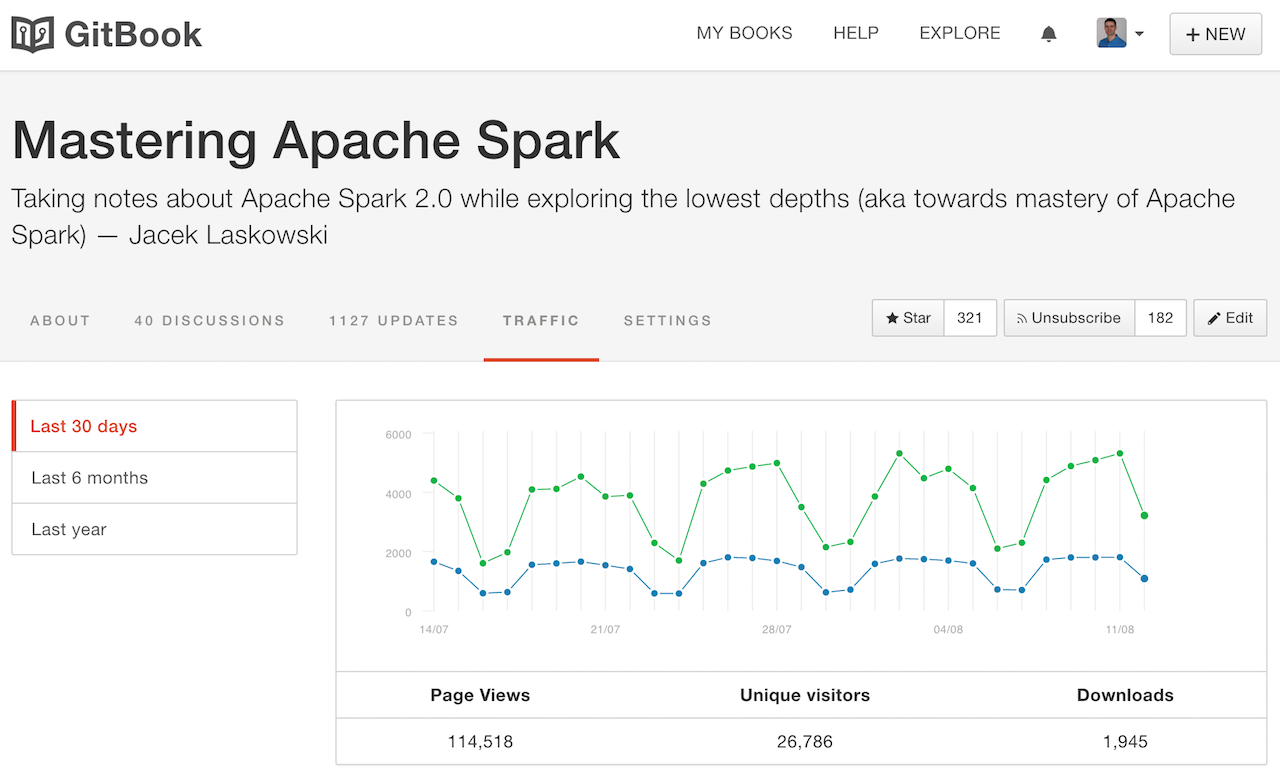 GitBook
MY BOOKS HELP EXPLORE + NEW
Mastering Apache Spark
Taking notes about Apache Spark 2.0 while exploring the lowest depths (aka towards mastery of Apache
Spark) — Jacek Laskowski
ABOUT 40 DISCUSSIONS 1127 UPDATES TRAFFIC SETTINGS Star 321 Unsubscribe 182 Edit
Last 30 days
Last 6 months
Last year
6000
4000
2000
0
14/07 21/07 28/07 04/08 11/08
Page Views Unique visitors Downloads
114,518 26,786 1,945